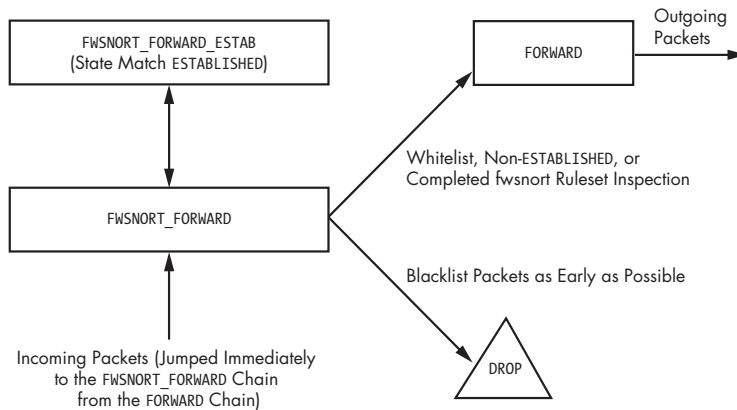 FWSNORT_FORWARD_ESTAB
(State Match ESTABLISHED)
FORWARD
Outgoing
Packets
Whitelist, Non-ESTABLISHED, or
Completed fwsnort Ruleset Inspection
FWSNORT_FORWARD
Blacklist Packets as Early as Possible
Incoming Packets (Jumped Immediately
to the FWSNORT_FORWARD Chain
from the FORWARD Chain)
DROP